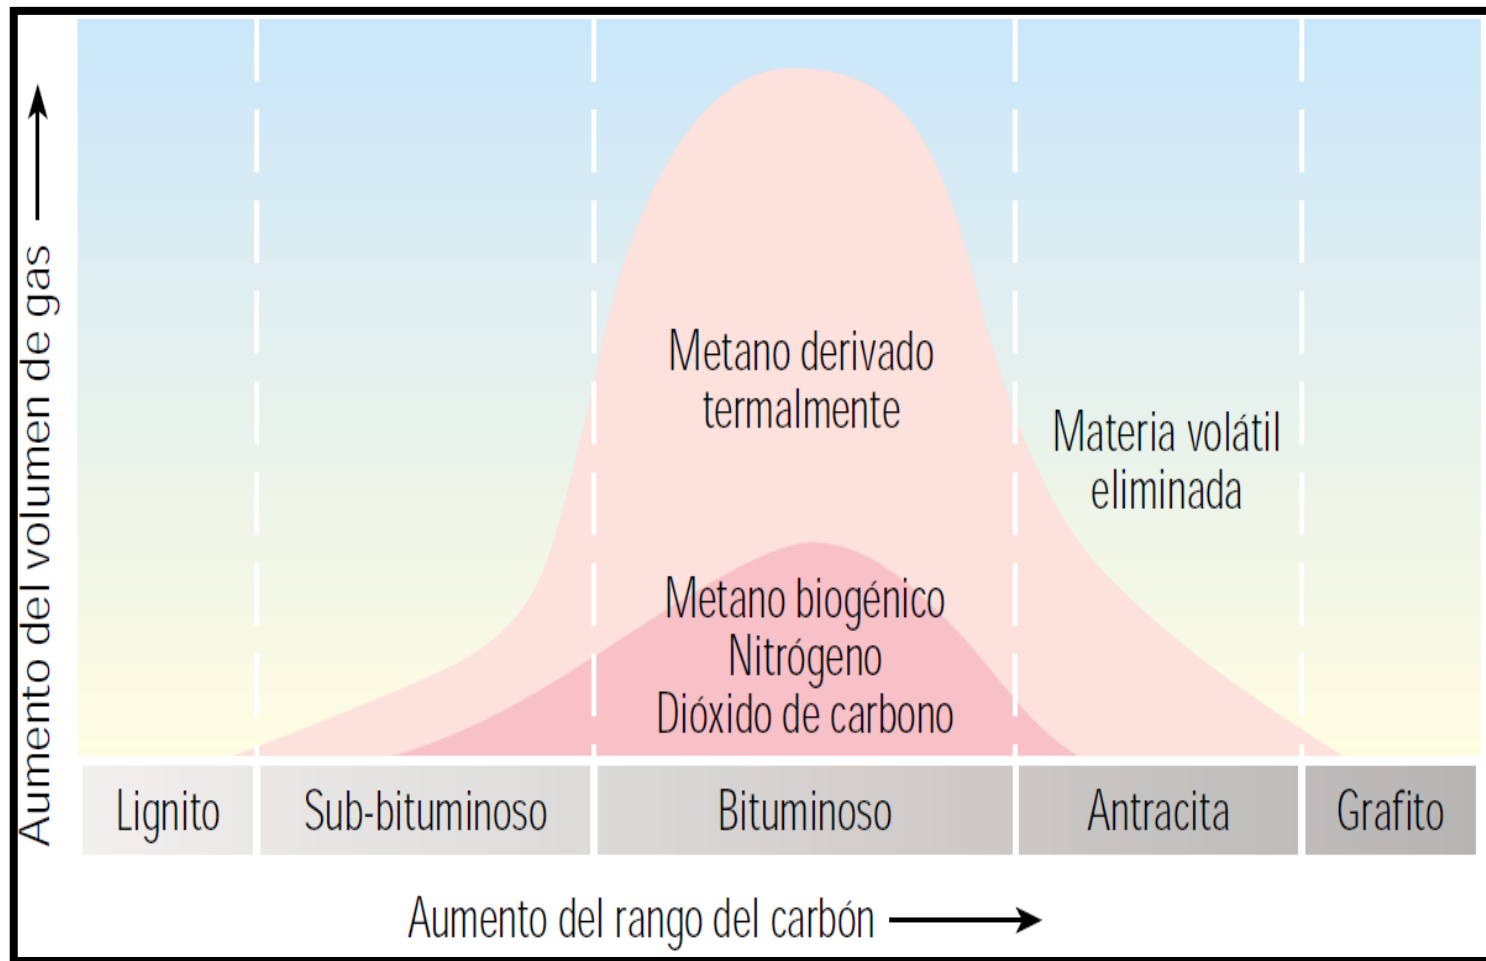 Aumento del volumen de gas
Metano derivado
termalmente
Materia volátil
eliminada
Metano biogénico
Nitrógeno
Dióxido de carbono
Lignito
Sub-bituminoso
Bituminoso
Antracita
Grafito
Aumento del rango del carbón